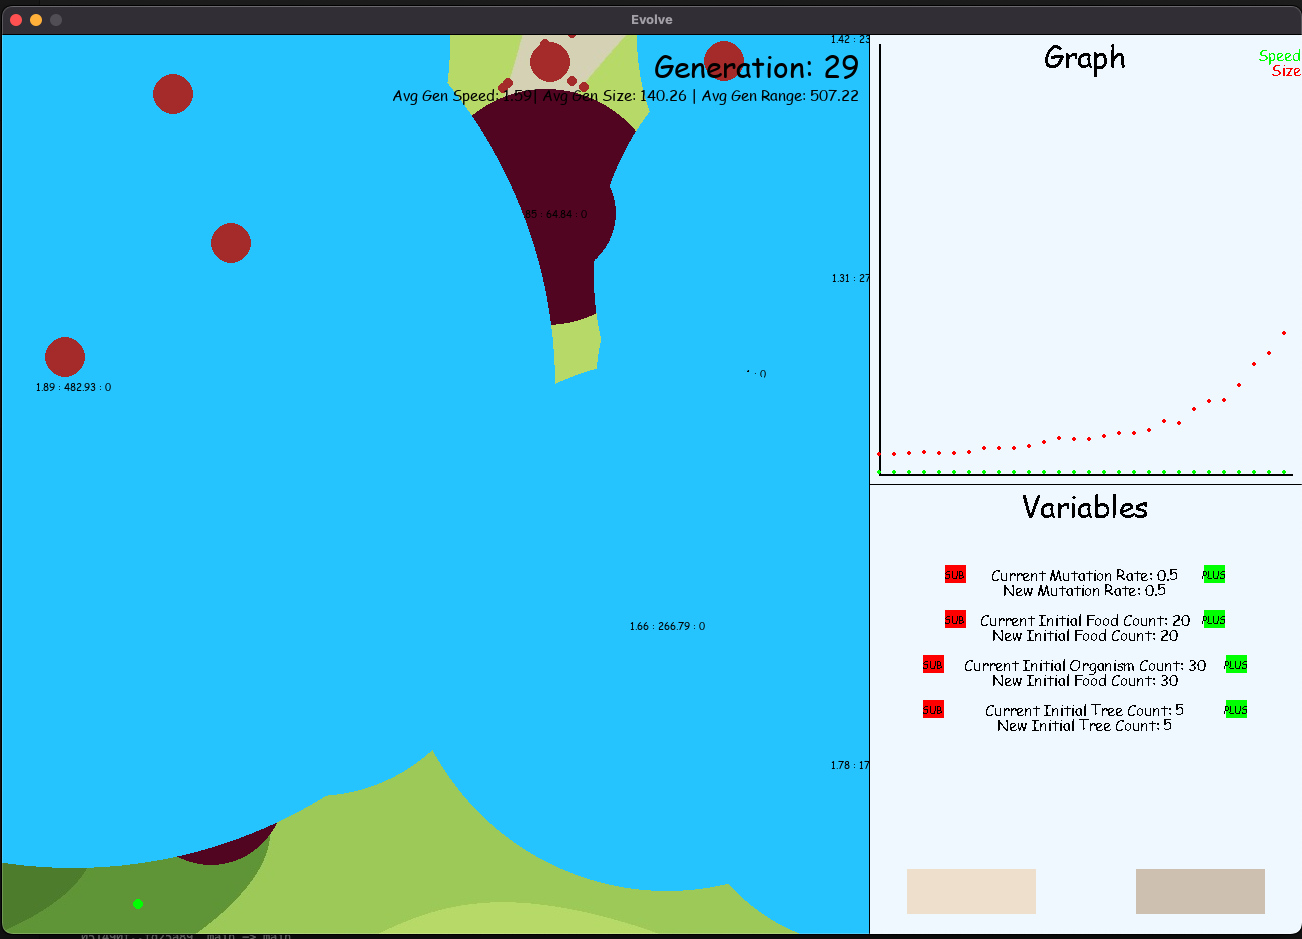 Evolve
1.42 : 23
Graph
Speed
Size
Generation: 29
Avg Gen Speed: 1.59| Avg Gen Size: 140.26 | Avg Gen Range: 507.22
65 : 64.84 : 0
1.31 : 27
: 0
1.89 : 482.93 : 0
1.66 : 266.79 : 0
1.78 : 17
Variables
SUB Current Mutation Rate: 0.5 PLUS
New Mutation Rate: 0.5
SUB Current Initial Food Count: 20 PLUS
New Initial Food Count: 20
SUB Current Initial Organism Count: 30 PLUS
New Initial Food Count: 30
SUB Current Initial Tree Count: 5 PLUS
New Initial Tree Count: 5
main -> main